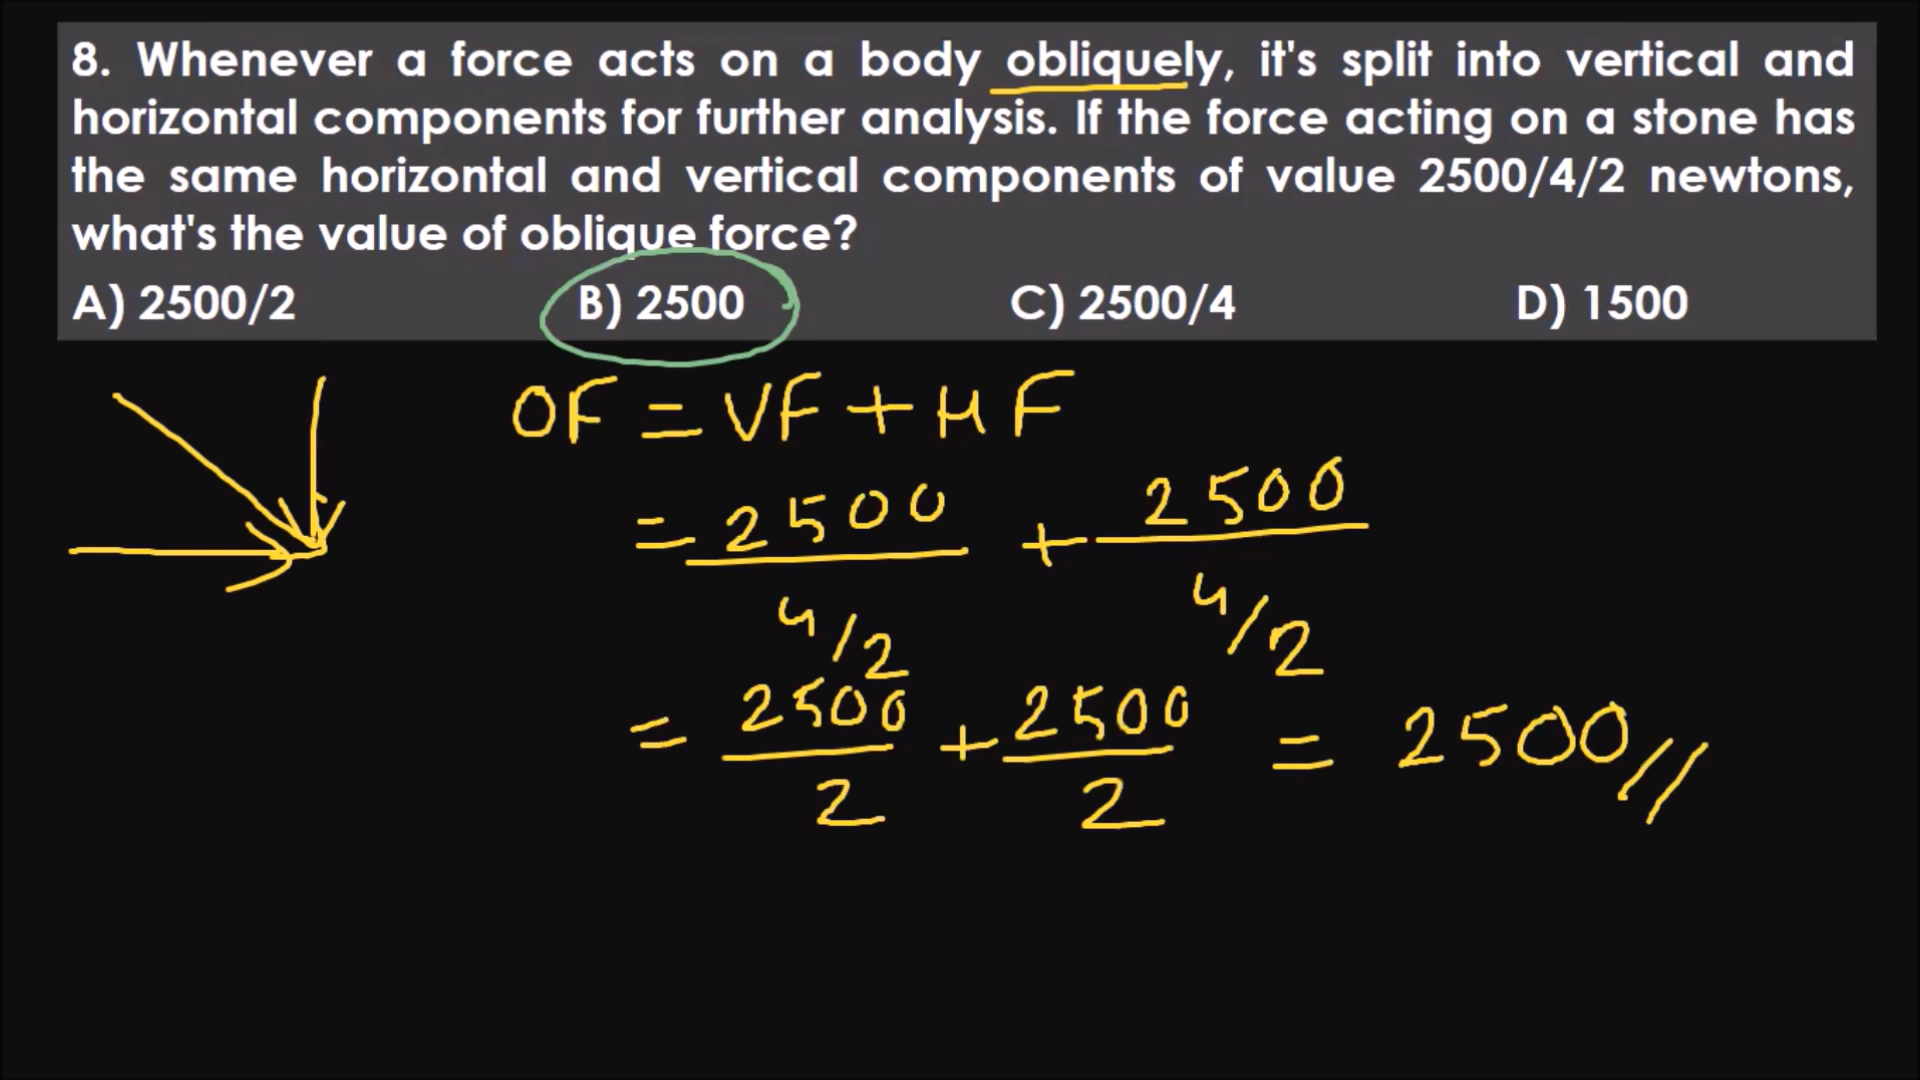 8. Whenever a force acts on a body obliquely, it's split into vertical and
horizontal components for further analysis. If the force acting on a stone has
the same horizontal and vertical components of value 2500/4/2 newtons,
what's the value of oblique force?
A) 2500/2 B) 2500 C) 2500/4 D) 1500
OF = VF + HF
= 2500 + 2500
4/2 4/2
= 2500 + 2500 = 2500//
2 2